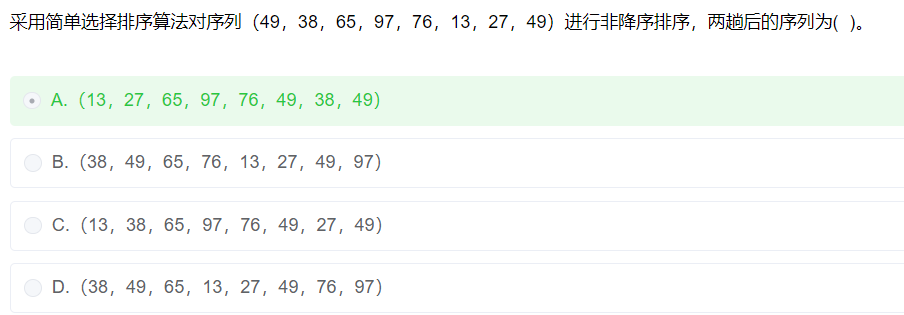 采用简单选择排序算法对序列（49，38，65，97，76，13，27，49）进行非降序排序，两趟后的序列为( )。
A.（13，27，65，97，76，49，38，49）
B.（38，49，65，76，13，27，49，97）
C.（13，38，65，97，76，49，27，49）
D.（38，49，65，13，27，49，76，97）